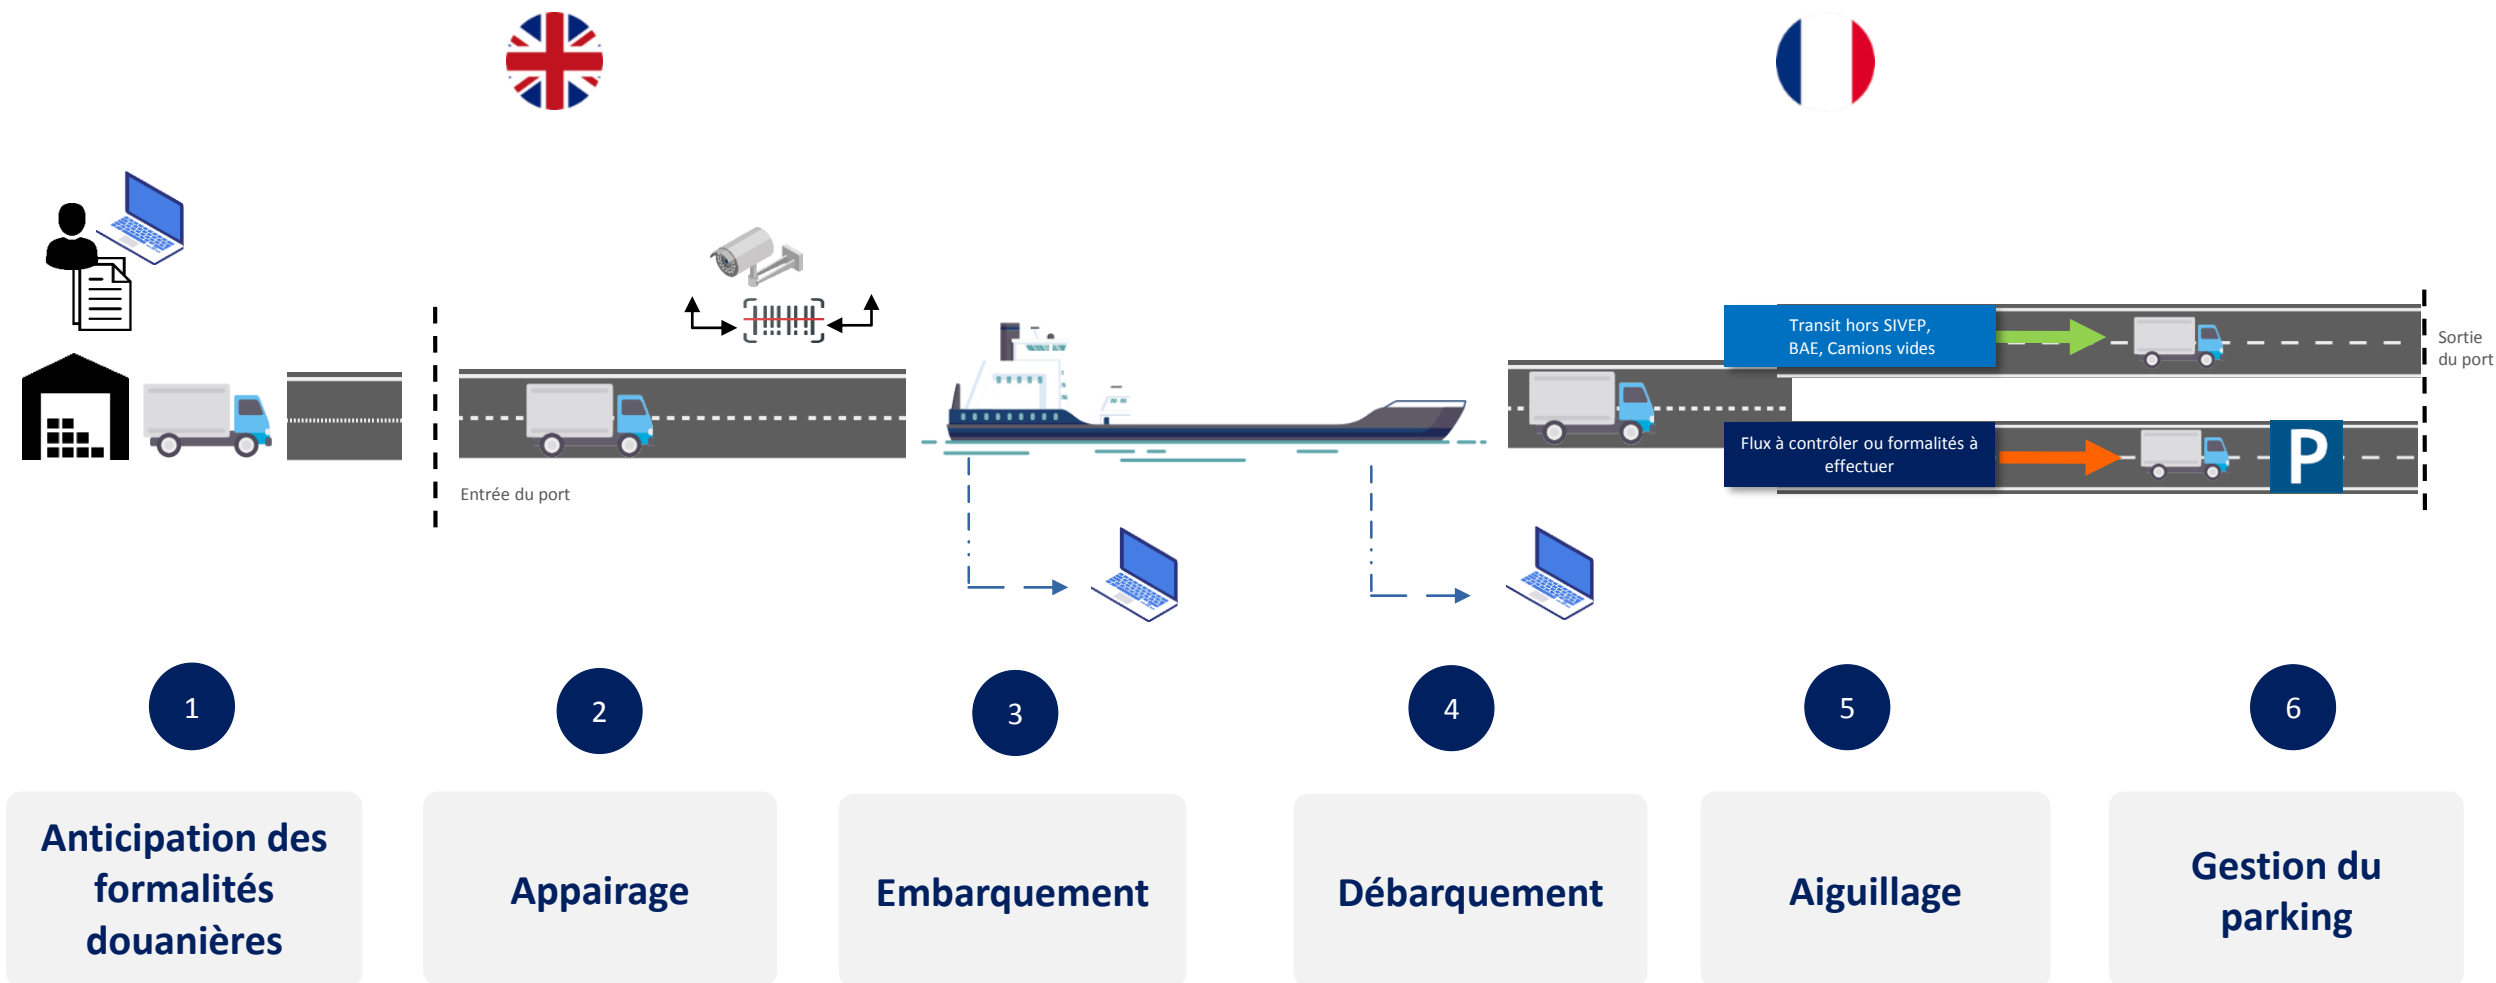 Transit hors SIVEP,
BAE, Camions vides
Sortie
du port
Flux à contrôler ou formalités à
effectuer
P
Entrée du port
1
2
3
4
5
6
Anticipation des
formalités
douanières
Appairage
Embarquement
Débarquement
Aiguillage
Gestion du
parking